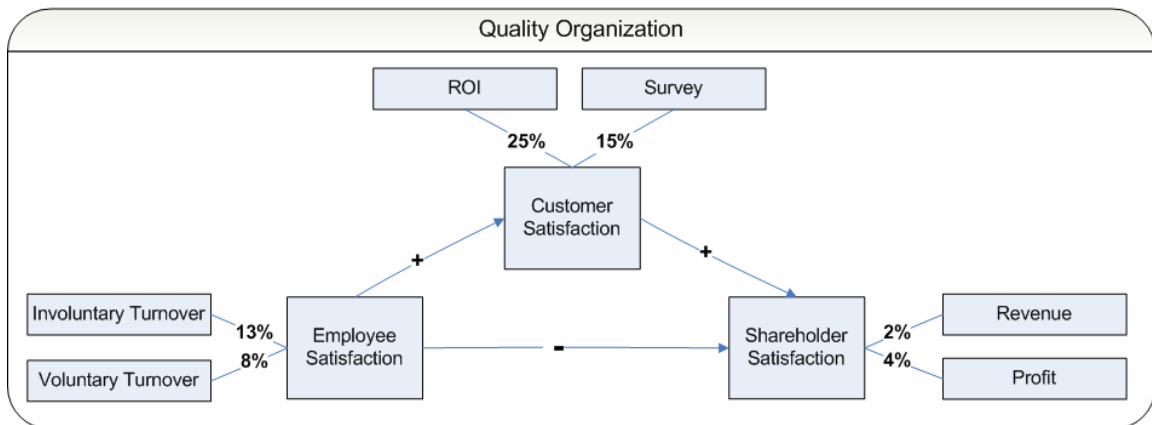 Quality Organization
ROI
Survey
25%
15%
Customer
Satisfaction
+
+
Involuntary Turnover
13%
Voluntary Turnover
8%
Employee
Satisfaction
-
Shareholder
Satisfaction
2%
Revenue
4%
Profit